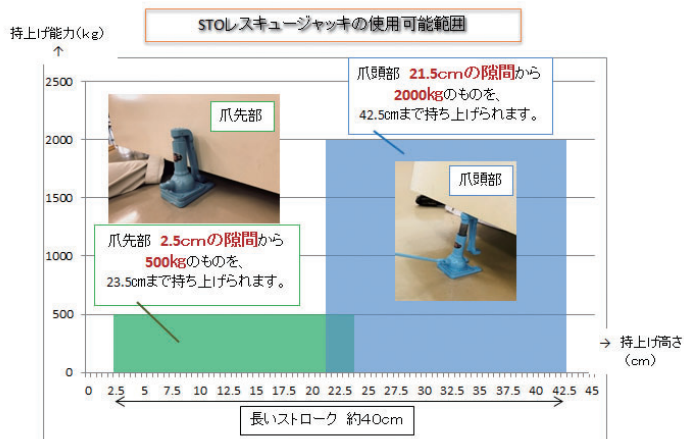 STOレスキュージャッキの使用可能範囲
持上げ能力(kg)
↑
2500
2000
1500
1000
500
0
爪先部
爪頭部 21.5cmの隙間から
2000kgのものを、
42.5cmまで持ち上げられます。
爪頭部
爪先部 2.5cmの隙間から
500kgのものを、
23.5cmまで持ち上げられます。
→ 持上げ高さ
(cm)
0 2.5 5 7.5 10 12.5 15 17.5 20 22.5 25 27.5 30 32.5 35 37.5 40 42.5 45
長いストローク 約40cm